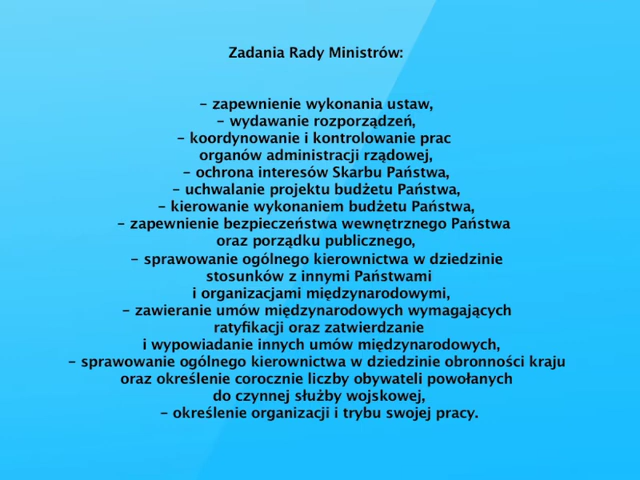 Zadania Rady Ministrów:
– zapewnienie wykonania ustaw,
– wydawanie rozporządzeń,
– koordynowanie i kontrolowanie prac
organów administracji rządowej,
– ochrona interesów Skarbu Państwa,
– uchwalanie projektu budżetu Państwa,
– kierowanie wykonaniem budżetu Państwa,
– zapewnienie bezpieczeństwa wewnętrznego Państwa
oraz porządku publicznego,
– sprawowanie ogólnego kierownictwa w dziedzinie
stosunków z innymi Państwami
i organizacjami międzynarodowymi,
– zawieranie umów międzynarodowych wymagających
ratyfikacji oraz zatwierdzanie
i wypowiadanie innych umów międzynarodowych,
– sprawowanie ogólnego kierownictwa w dziedzinie obronności kraju
oraz określenie corocznie liczby obywateli powołanych
do czynnej służby wojskowej,
– określenie organizacji i trybu swojej pracy.